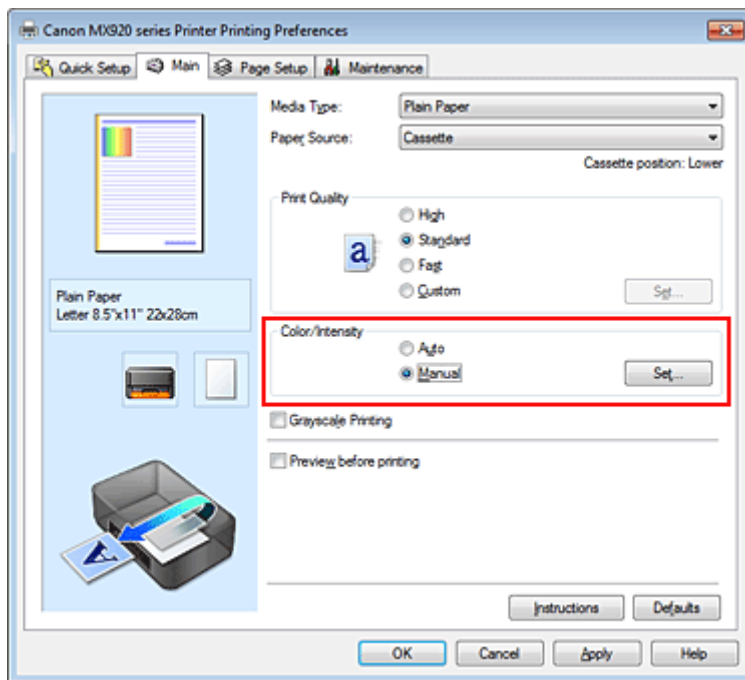 Canon MX920 series Printer Printing Preferences
Quick Setup Main Page Setup Maintenance
Media Type: Plain Paper
Paper Source: Cassette
Cassette position: Lower
Print Quality
High
a Standard
Fast
Custom Set...
Plain Paper
Letter 8.5"x11" 22x28cm
Color/Intensity
Auto
Manual Set...
Grayscale Printing
Preview before printing
A
Instructions Defaults
OK Cancel Apply Help